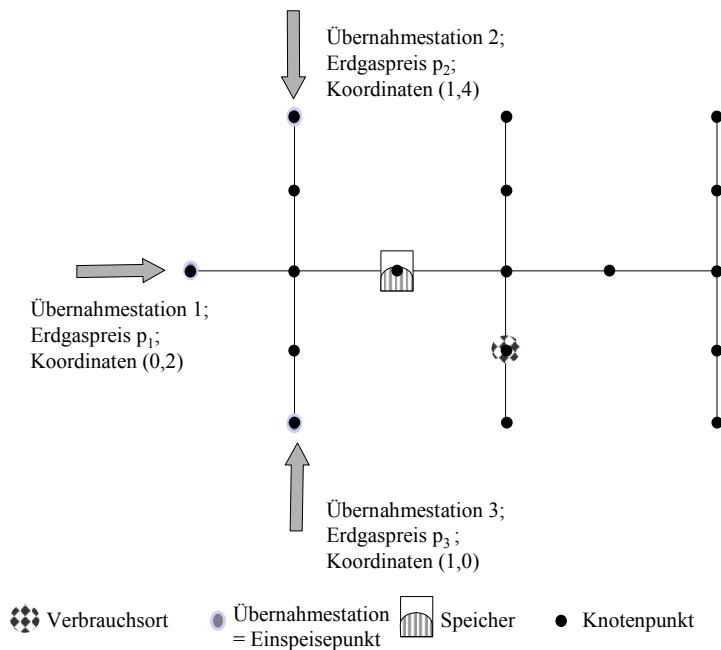 Übernahmestation 2;
Erdgaspreis p2;
Koordinaten (1,4)
Übernahmestation 1;
Erdgaspreis p1;
Koordinaten (0,2)
Übernahmestation 3;
Erdgaspreis p3 ;
Koordinaten (1,0)
Verbrauchsort
Übernahmestation
= Einspeisepunkt
Speicher
Knotenpunkt